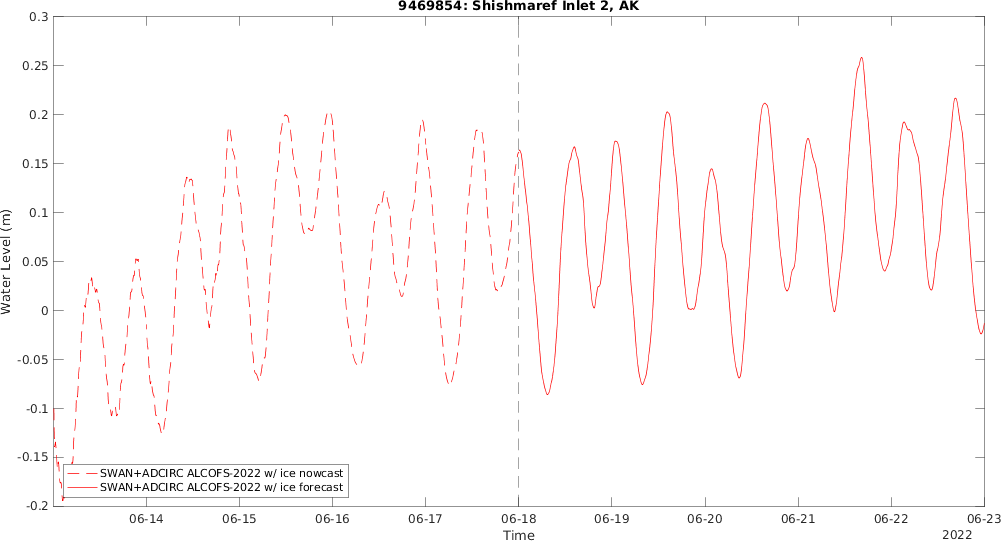 9469854: Shishmaref Inlet 2, AK
0.3
0.25
0.2
0.15
0.1
0.05
0
-0.05
-0.1
-0.15
-0.2
Water Level (m)
SWAN+ADCIRC ALCOFS-2022 w/ ice nowcast
SWAN+ADCIRC ALCOFS-2022 w/ ice forecast
06-14 06-15 06-16 06-17 06-18 06-19 06-20 06-21 06-22 06-23
Time
2022